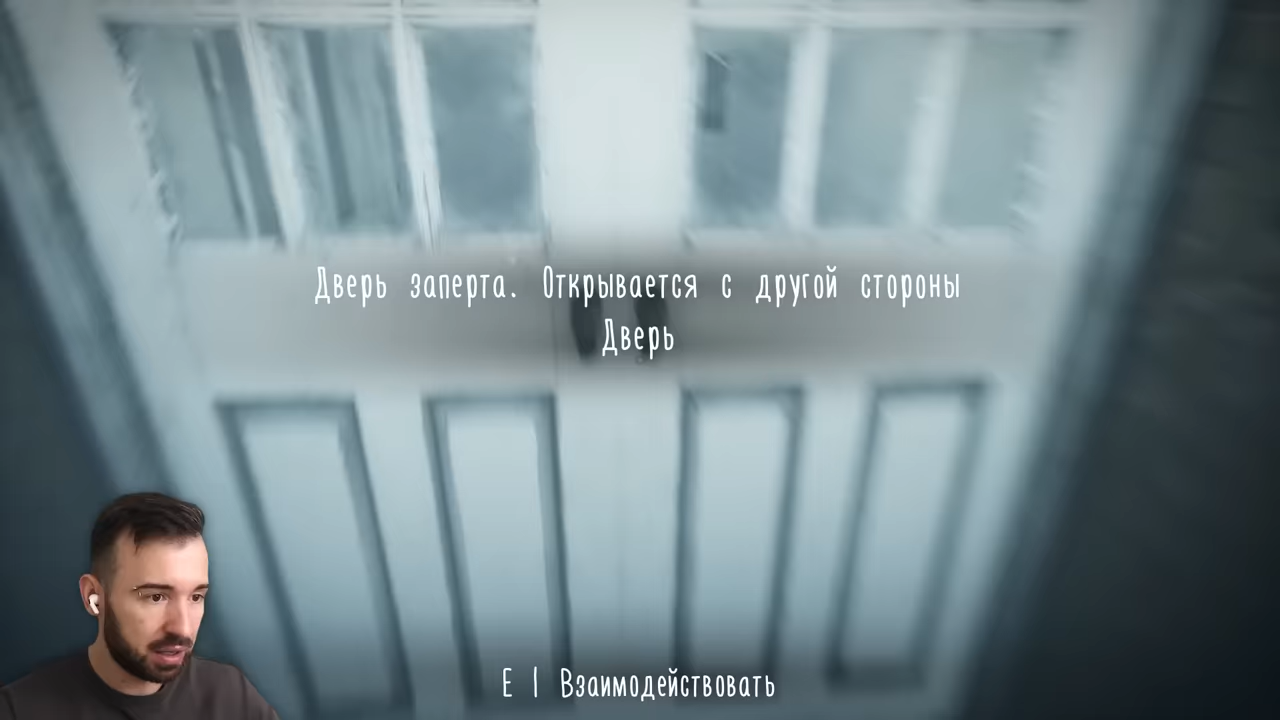 Дверь заперта. Открывается с другой стороны
Дверь
E | Взаимодействовать